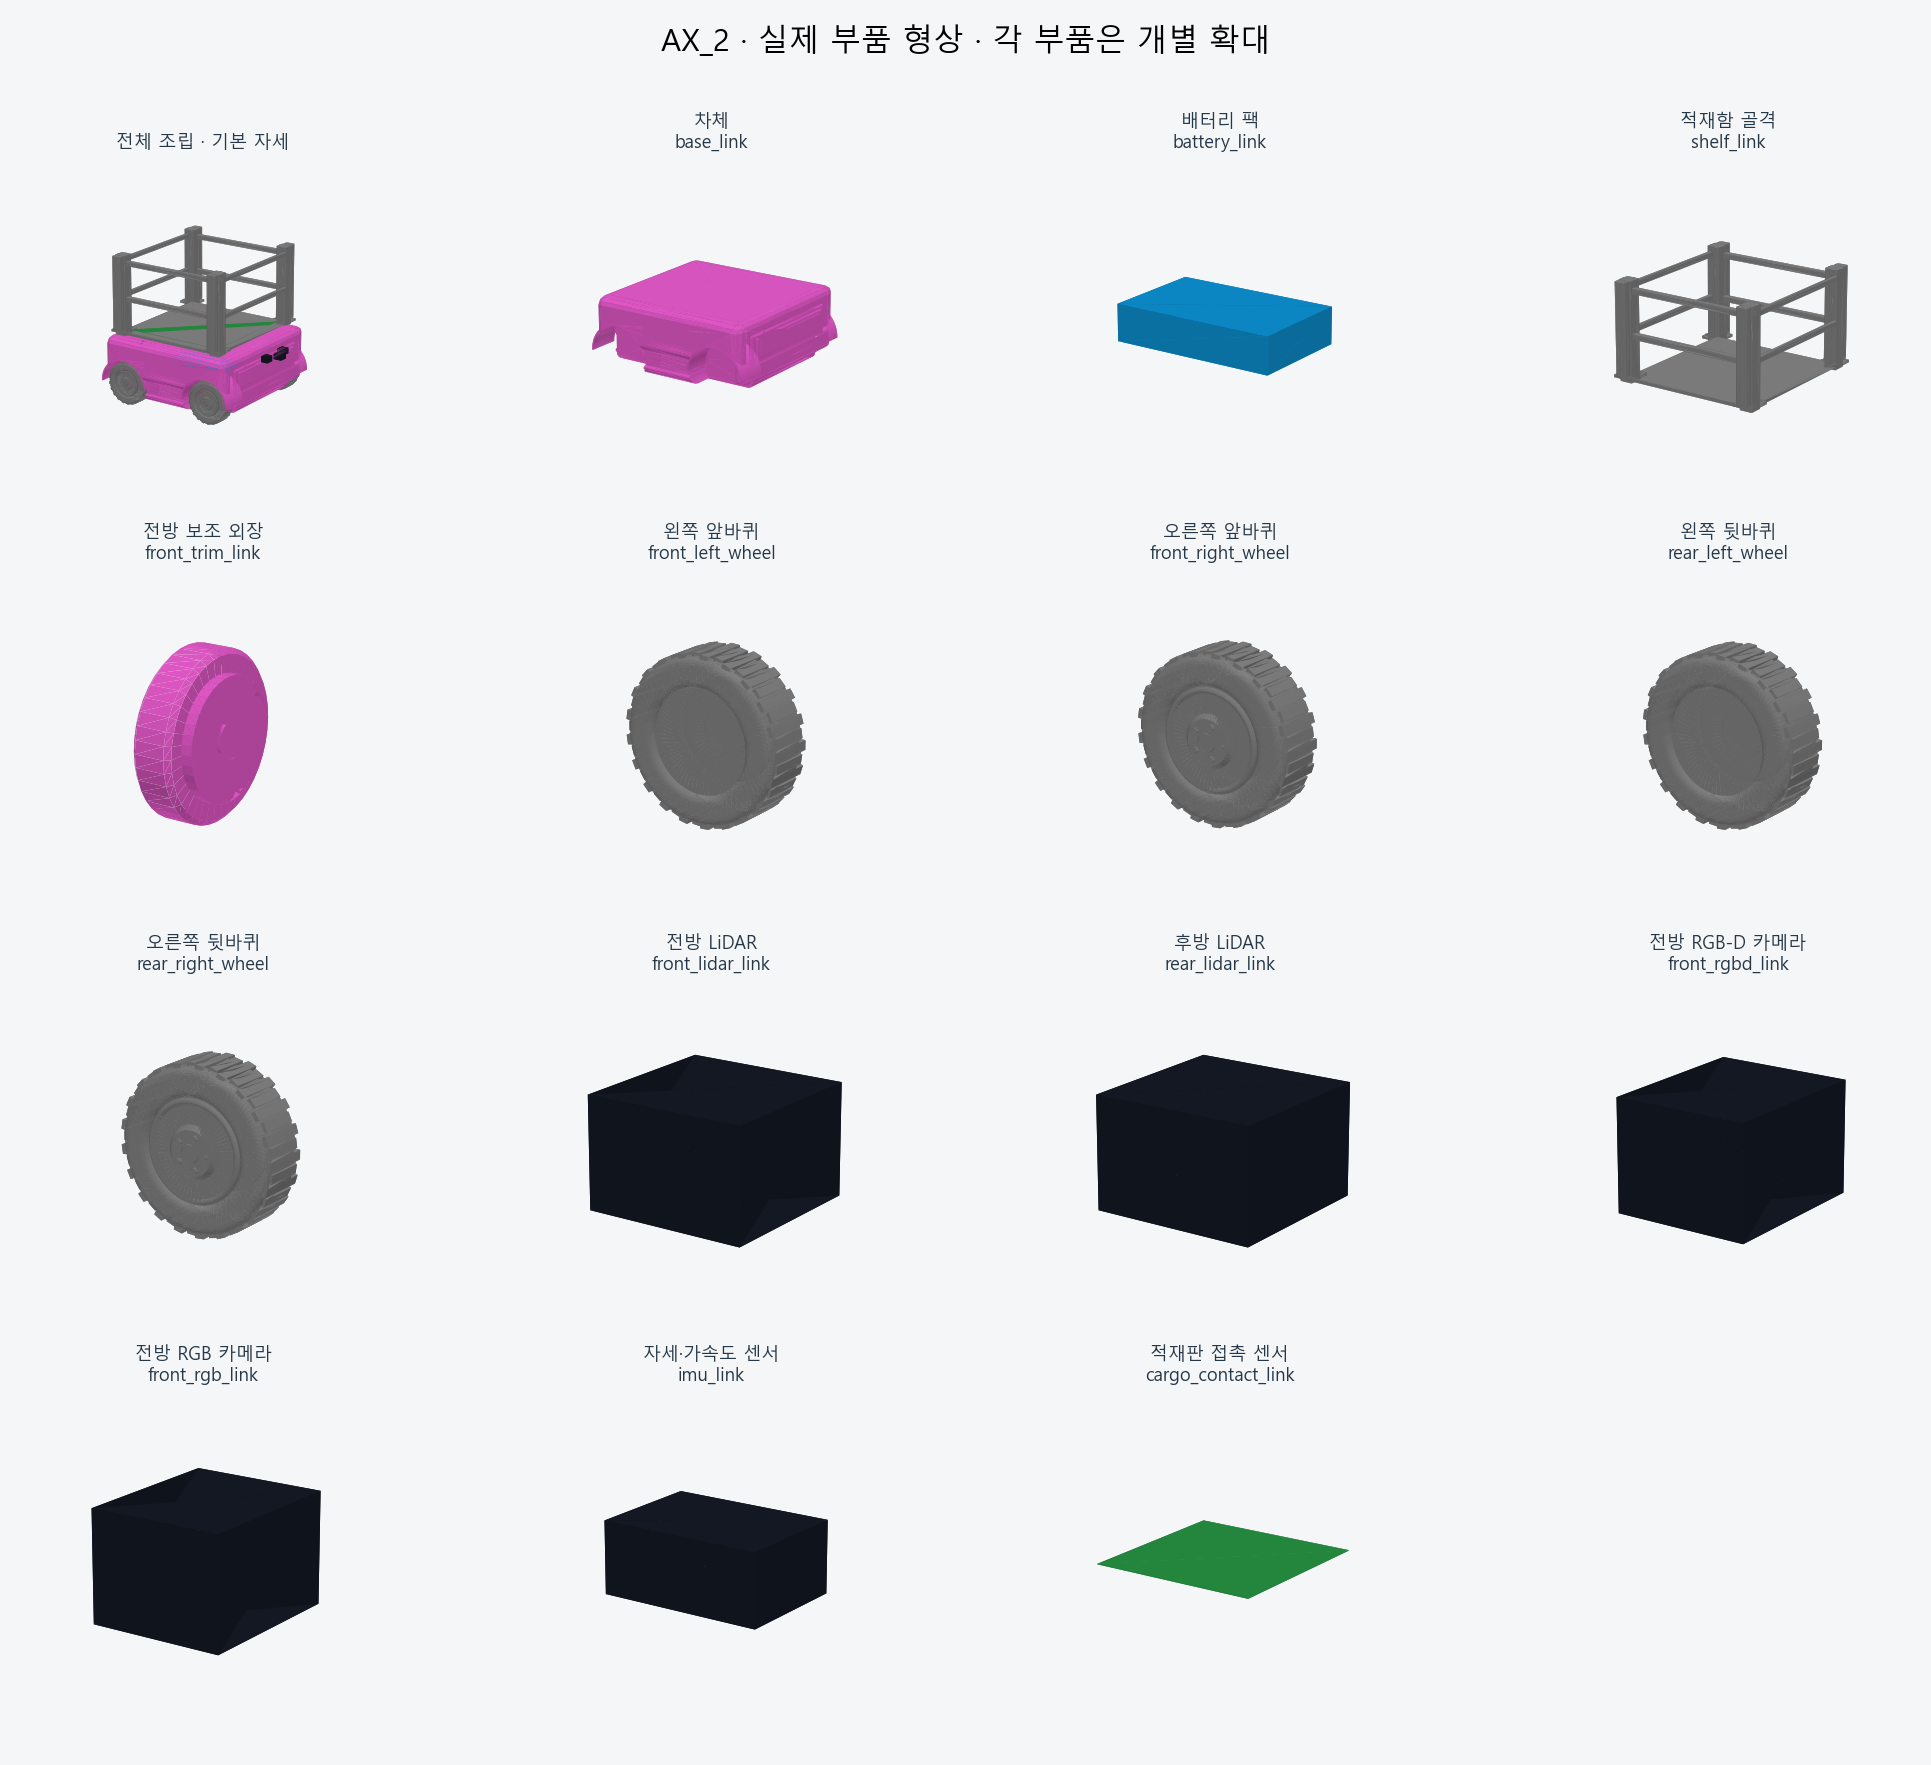 AX_2 · 실제 부품 형상 · 각 부품은 개별 확대
전체 조립 · 기본 자세
차체
base_link
배터리 팩
battery_link
적재함 골격
shelf_link
전방 보조 외장
front_trim_link
왼쪽 앞바퀴
front_left_wheel
오른쪽 앞바퀴
front_right_wheel
왼쪽 뒷바퀴
rear_left_wheel
오른쪽 뒷바퀴
rear_right_wheel
전방 LiDAR
front_lidar_link
후방 LiDAR
rear_lidar_link
전방 RGB-D 카메라
front_rgbd_link
전방 RGB 카메라
front_rgb_link
자세·가속도 센서
imu_link
적재판 접촉 센서
cargo_contact_link